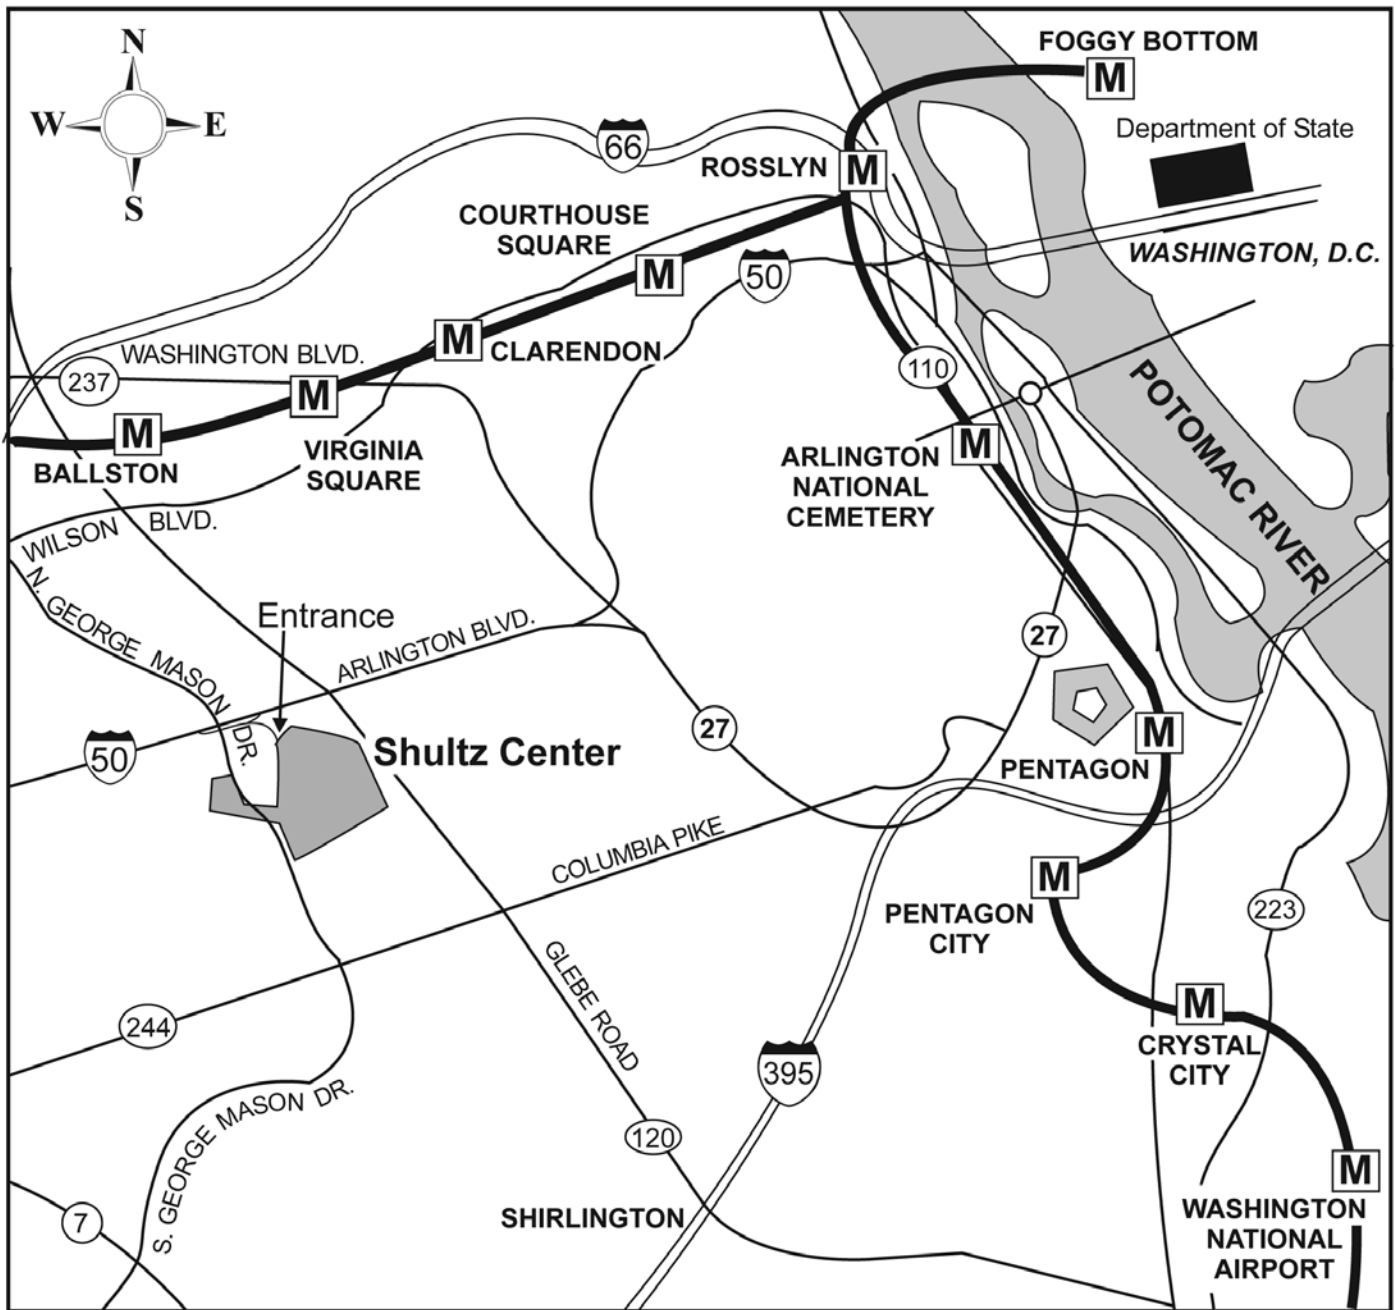 N
W
E
S
FOGGY BOTTOM
M
Department of State
66
ROSSLYN
M
COURTHOUSE
SQUARE
M
50
WASHINGTON, D.C.
WASHINGTON BLVD.
M
CLARENDON
237
M
110
POTOMAC RIVER
M
BALLSTON
VIRGINIA
SQUARE
ARLINGTON
NATIONAL
CEMETERY
M
WILSON BLVD.
N. GEORGE MASON DR.
Entrance
ARLINGTON BLVD.
27
50
Shultz Center
27
M
PENTAGON
COLUMBIA PIKE
M
PENTAGON
CITY
223
GLEBE ROAD
244
M
CRYSTAL
CITY
395
S. GEORGE MASON DR.
120
M
7
SHIRLINGTON
WASHINGTON
NATIONAL
AIRPORT